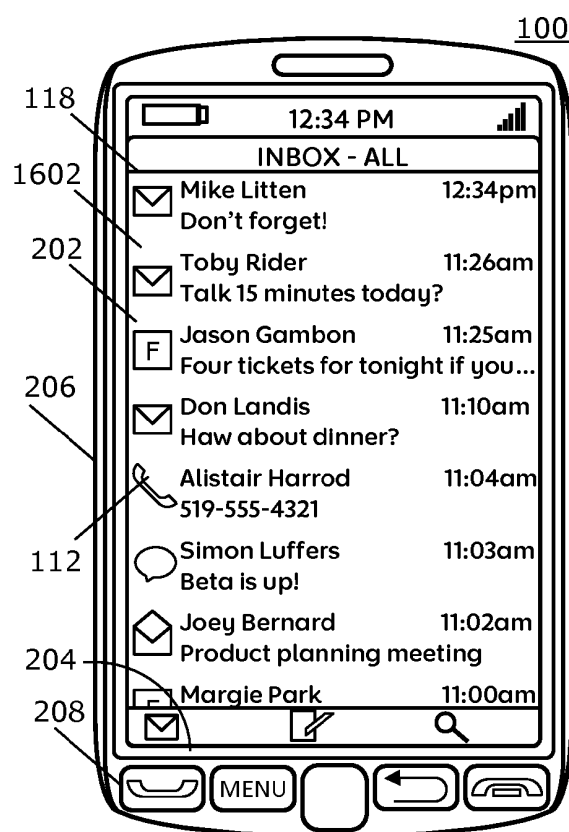 100
118
12:34 PM
INBOX - ALL
1602
Mike Litten 12:34pm
Don't forget!
202
Toby Rider 11:26am
Talk 15 minutes today?
Jason Gambon 11:25am
F
Four tickets for tonight if you...
206
Don Landis 11:10am
Haw about dinner?
Alistair Harrod 11:04am
519-555-4321
112
Simon Luffers 11:03am
Beta is up!
Joey Bernard 11:02am
Product planning meeting
204
Margie Park 11:00am
F
208
MENU